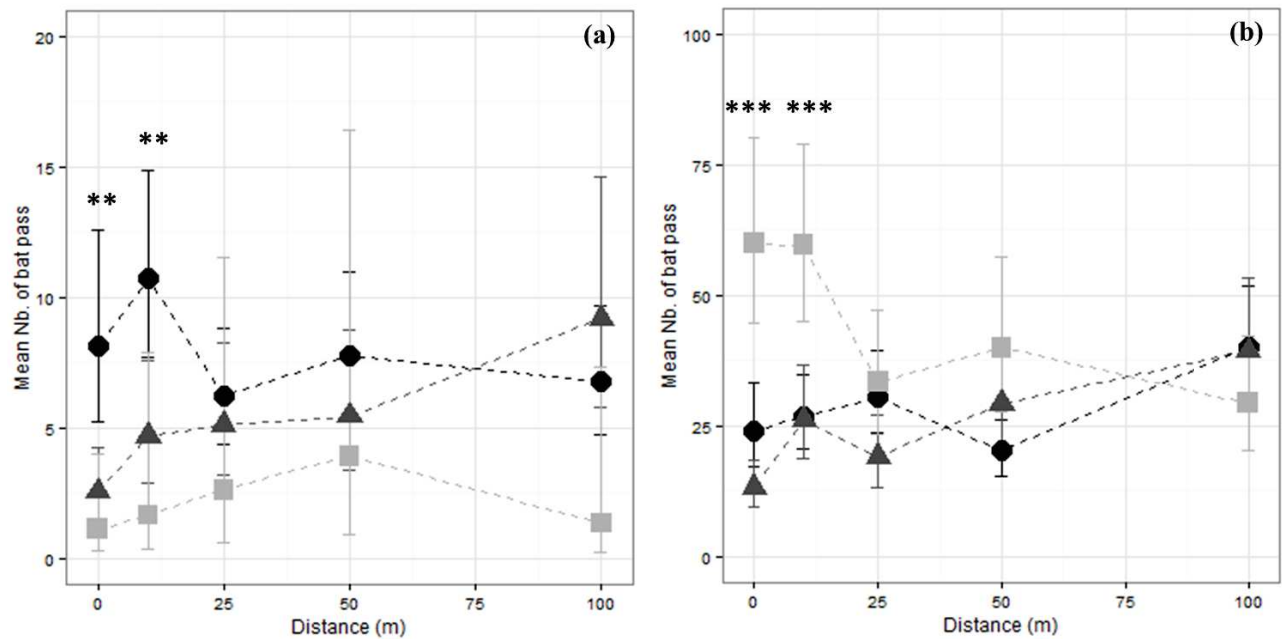 (a)
20
15
10
5
0
** **
Mean Nb. of bat pass
0 25 50 75 100
Distance (m)
(b)
100
75
50
25
0
*** ***
Mean Nb. of bat pass
0 25 50 75 100
Distance (m)